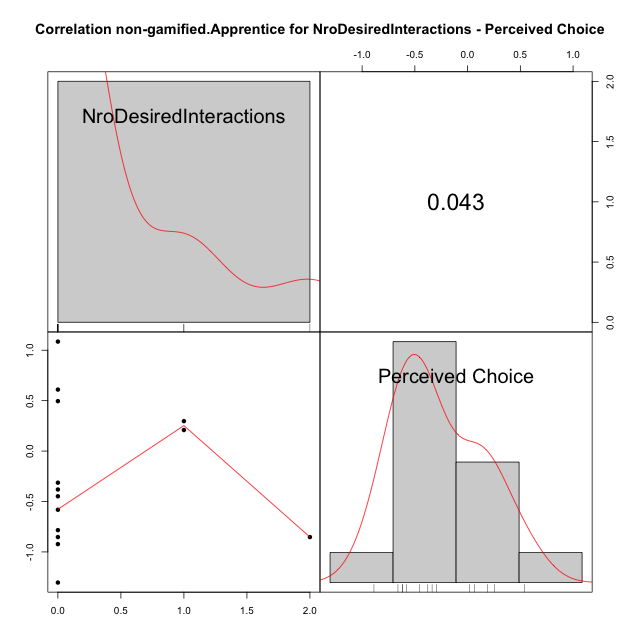 Correlation non-gamified.Apprentice for NroDesiredInteractions - Perceived Choice
-1.0 -0.5 0.0 0.5 1.0
NroDesiredInteractions
0.043
2.0
1.5
1.0
0.5
0.0
1.0
0.5
0.0
-0.5
-1.0
Perceived Choice
0.0 0.5 1.0 1.5 2.0